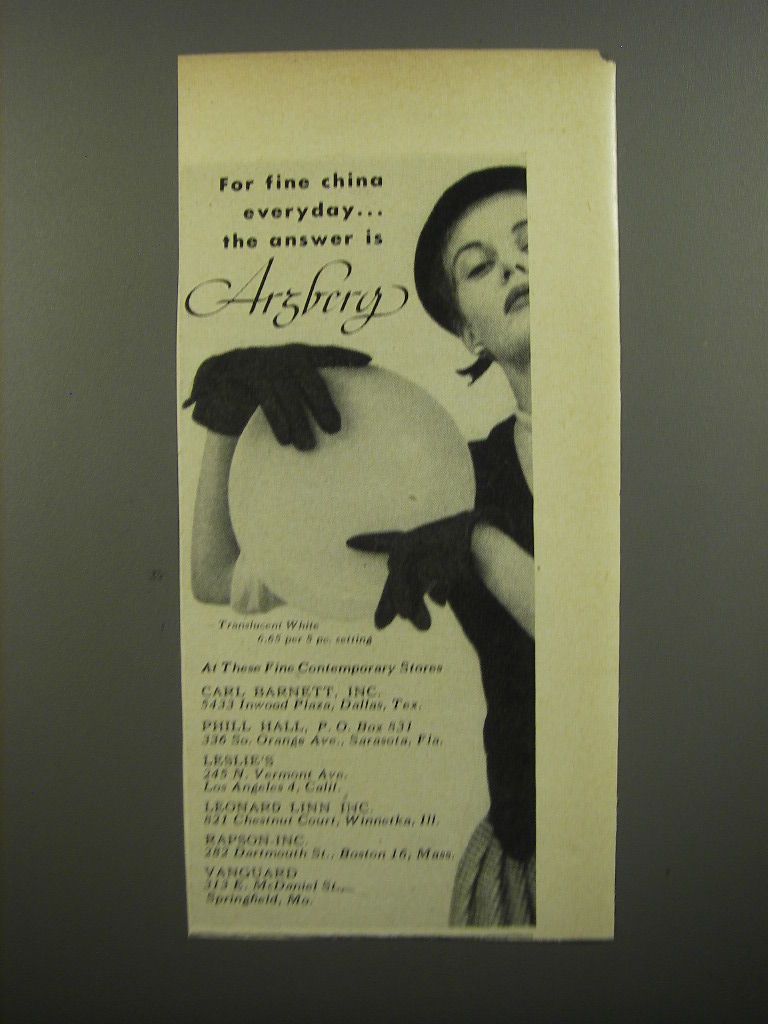 For fine china
everyday...
the answer is
Arzberg
Translucent White
6.65 per 5 pc. setting
At These Fine Contemporary Stores
CARL BARNETT, INC.
5433 Inwood Plaza, Dallas, Tex.
PHILL HALL, P. O. Box 831
336 So. Orange Ave., Sarasota, Fla.
LESLIE'S
245 N. Vermont Ave.
Los Angeles 4, Calif.
LEONARD LINN INC.
821 Chestnut Court, Winnetka, Ill.
RAPSON-INC.
282 Dartmouth St., Boston 16, Mass.
VANGUARD
313 E. McDaniel St.,
Springfield, Mo.